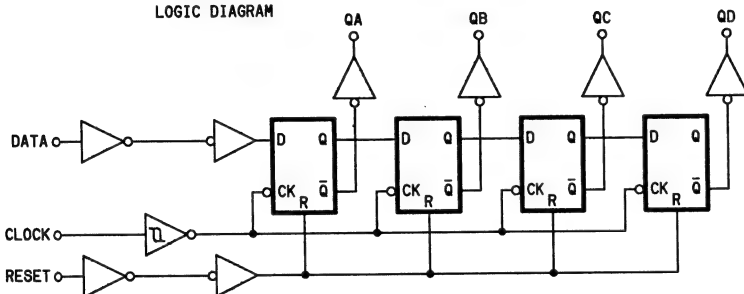 LOGIC DIAGRAM
QA QB QC QD
DATA
D Q D Q D Q D Q
CK Q̅ CK Q̅ CK Q̅ CK Q̅
R R R R
CLOCK
RESET